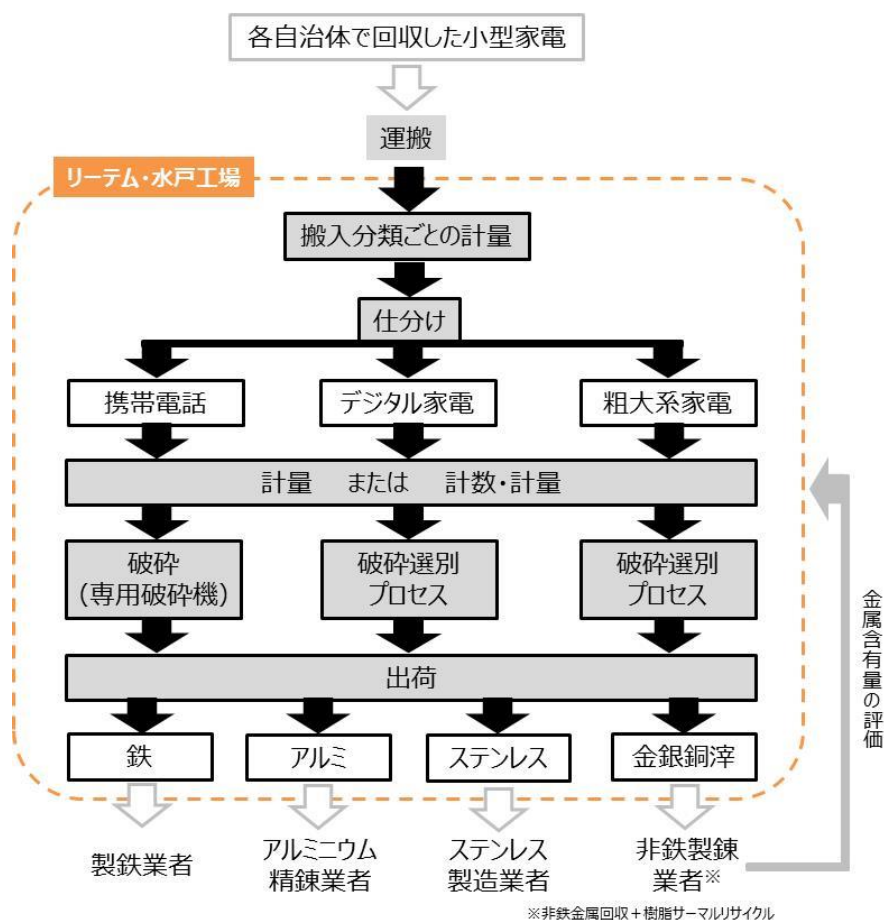 各自治体で回収した小型家電
運搬
リーテム・水戸工場
搬入分類ごとの計量
仕分け
携帯電話
デジタル家電
粗大系家電
計量 または 計数・計量
破砕
（専用破砕機）
破砕選別
プロセス
破砕選別
プロセス
出荷
鉄
アルミ
ステンレス
金銀銅滓
製鉄業者
アルミニウム
精錬業者
ステンレス
製造業者
非鉄製錬
業者※
金属含有量の評価
※非鉄金属回収＋樹脂サーマルリサイクル